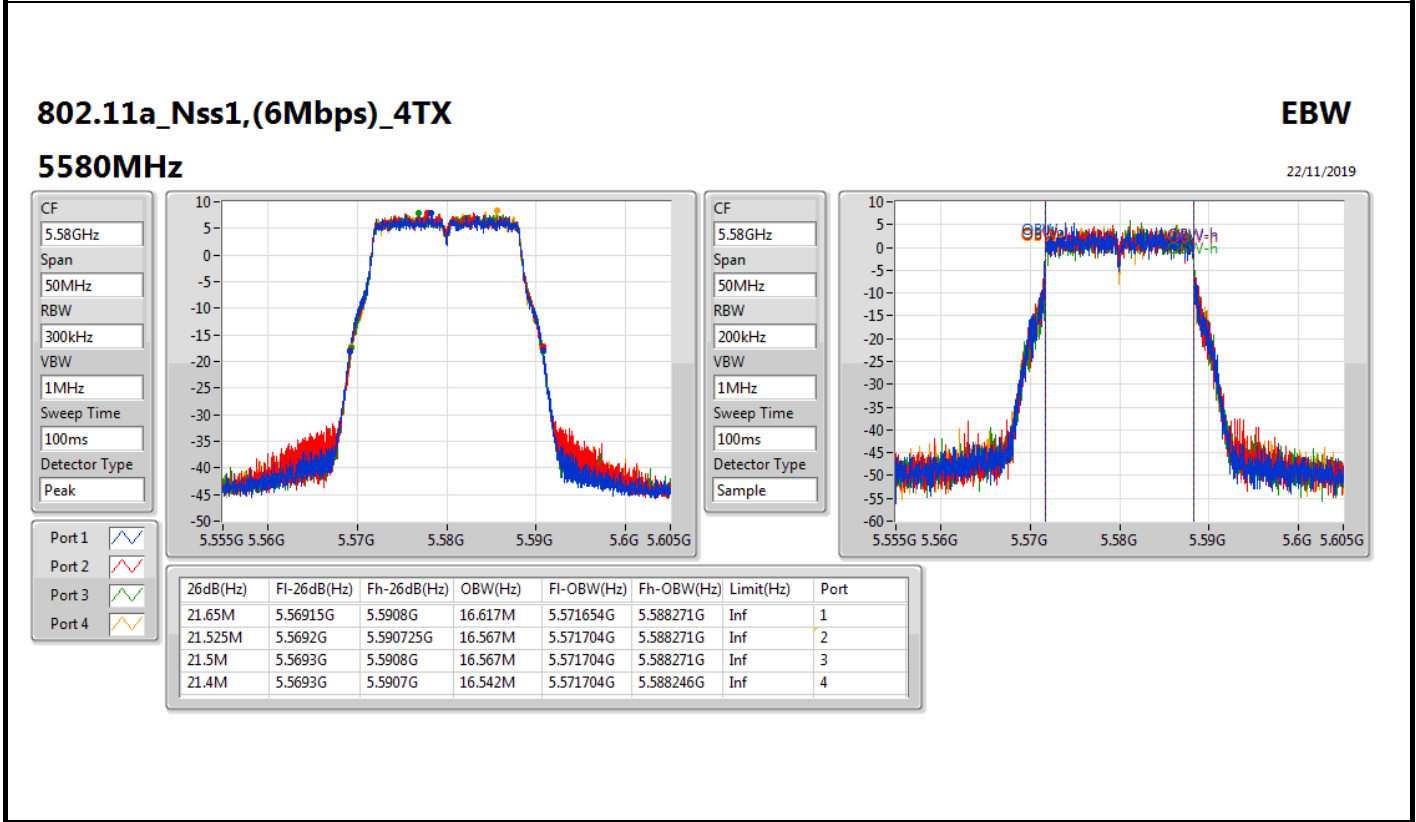 802.11a_Nss1,(6Mbps)_4TX
EBW
5580MHz
22/11/2019
CF
5.58GHz
Span
50MHz
RBW
300kHz
VBW
1MHz
Sweep Time
100ms
Detector Type
Peak
10
5
0
-5
-10
-15
-20
-25
-30
-35
-40
-45
-50
5.555G 5.56G 5.57G 5.58G 5.59G 5.6G 5.605G
CF
5.58GHz
Span
50MHz
RBW
200kHz
VBW
1MHz
Sweep Time
100ms
Detector Type
Sample
10
5
0
-5
-10
-15
-20
-25
-30
-35
-40
-45
-50
-55
-60
OBW-h
5.555G 5.56G 5.57G 5.58G 5.59G 5.6G 5.605G
Port 1
Port 2
Port 3
Port 4
26dB(Hz) Fl-26dB(Hz) Fh-26dB(Hz) OBW(Hz) Fl-OBW(Hz) Fh-OBW(Hz) Limit(Hz) Port
21.65M 5.56915G 5.5908G 16.617M 5.571654G 5.588271G Inf 1
21.525M 5.5692G 5.590725G 16.567M 5.571704G 5.588271G Inf 2
21.5M 5.5693G 5.5908G 16.567M 5.571704G 5.588271G Inf 3
21.4M 5.5693G 5.5907G 16.542M 5.571704G 5.588246G Inf 4